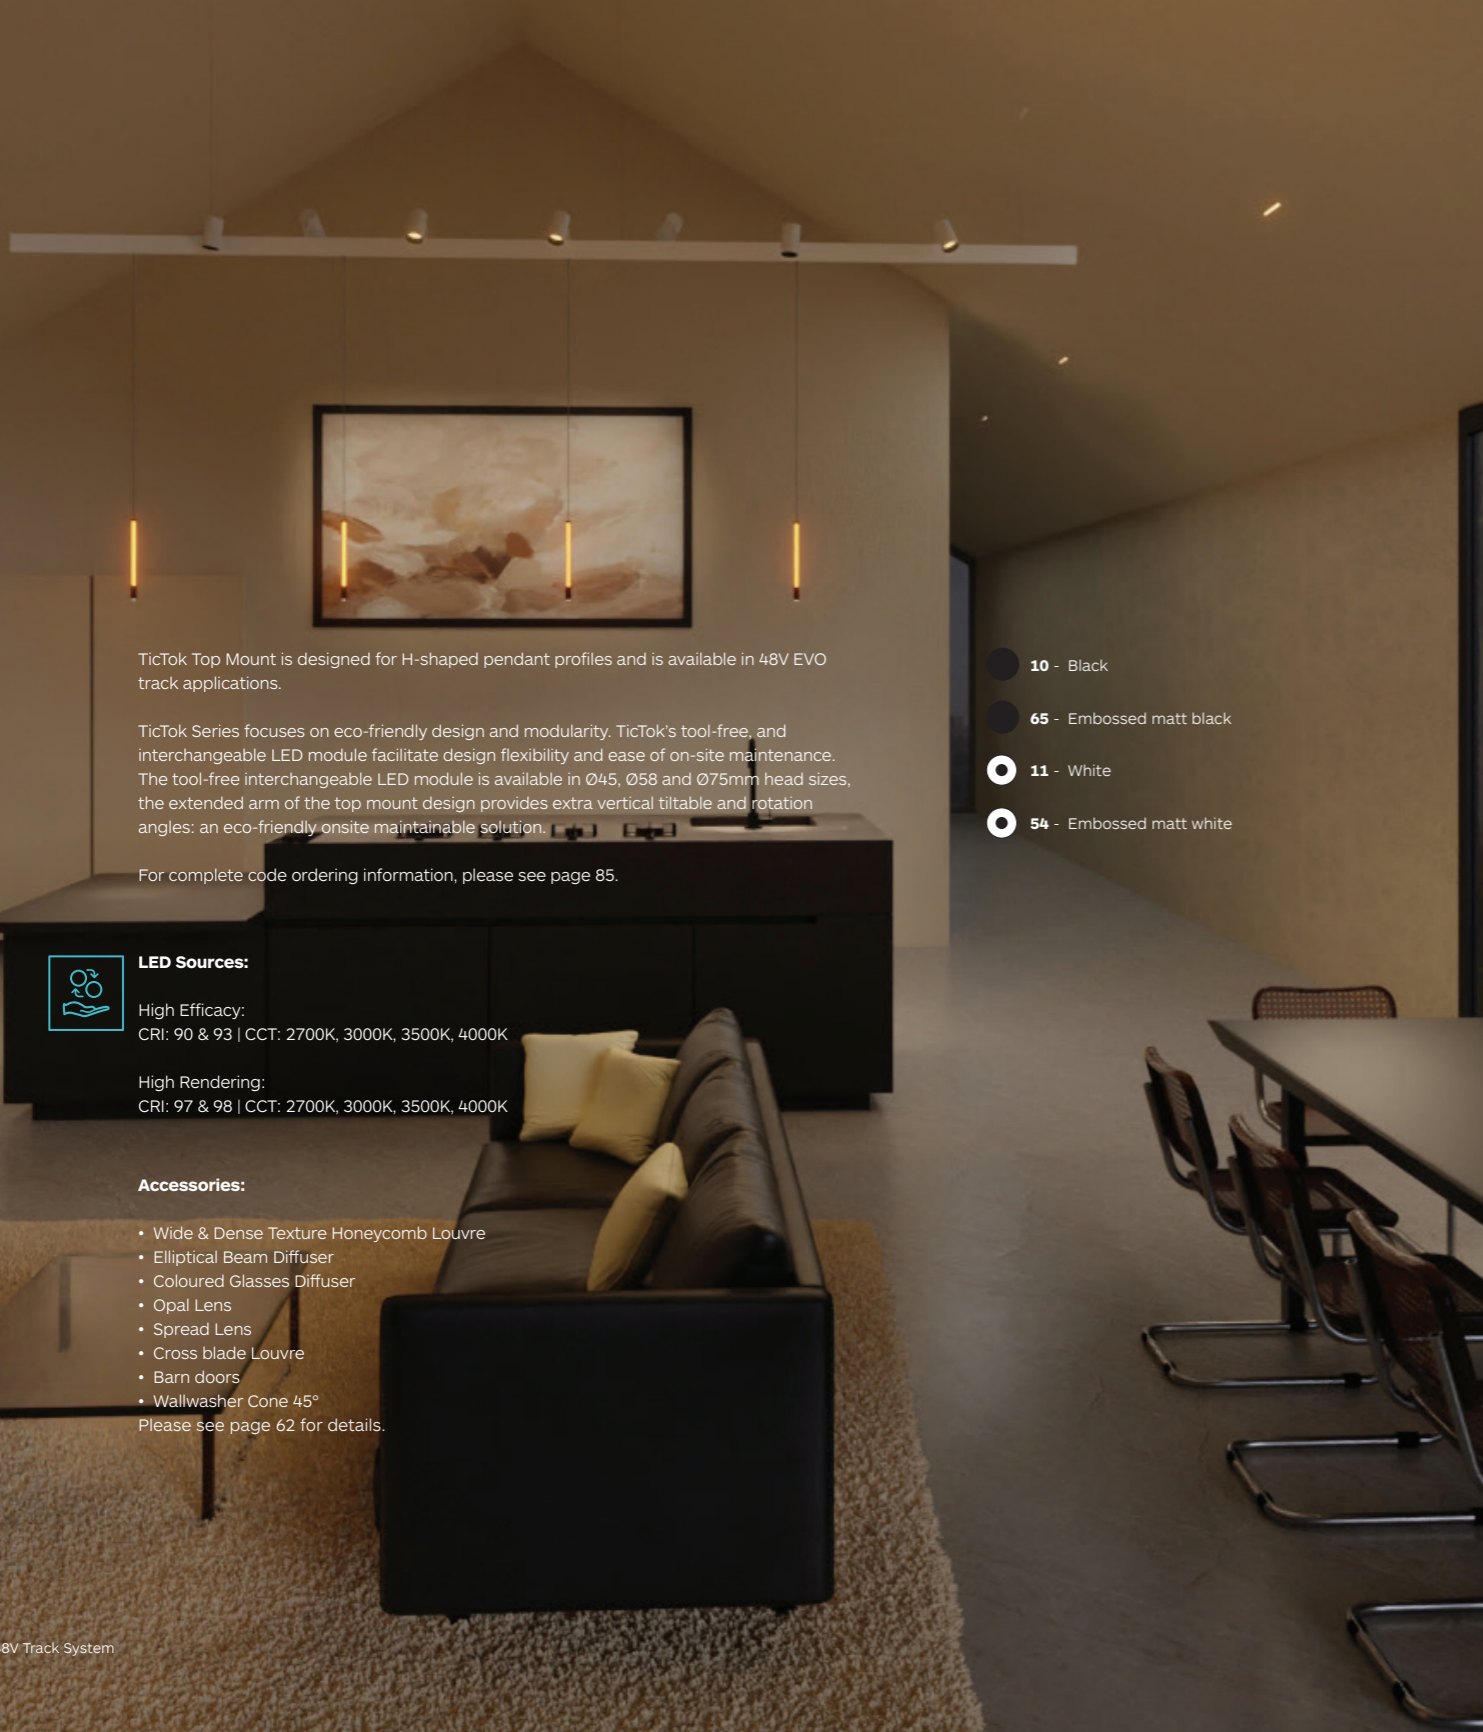 TicTok Top Mount is designed for H-shaped pendant profiles and is available in 48V EVO
track applications.
TicTok Series focuses on eco-friendly design and modularity. TicTok's tool-free, and
interchangeable LED module facilitate design flexibility and ease of on-site maintenance.
The tool-free interchangeable LED module is available in Ø45, Ø58 and Ø75mm head sizes,
the extended arm of the top mount design provides extra vertical tiltable and rotation
angles: an eco-friendly onsite maintainable solution.
For complete code ordering information, please see page 85.
10 - Black
65 - Embossed matt black
11 - White
54 - Embossed matt white
LED Sources:
High Efficacy:
CRI: 90 & 93 | CCT: 2700K, 3000K, 3500K, 4000K
High Rendering:
CRI: 97 & 98 | CCT: 2700K, 3000K, 3500K, 4000K
Accessories:
• Wide & Dense Texture Honeycomb Louvre
• Elliptical Beam Diffuser
• Coloured Glasses Diffuser
• Opal Lens
• Spread Lens
• Cross blade Louvre
• Barn doors
• Wallwasher Cone 45°
Please see page 62 for details.
8V Track System